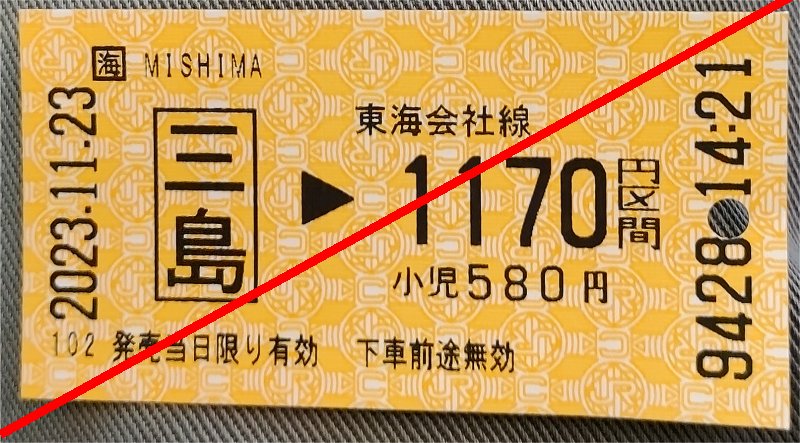 海 MISHIMA
2023.11.23
三島
東海会社線
▶ 1170円区間
小児580円
102 発売当日限り有効 下車前途無効
9428 14:21